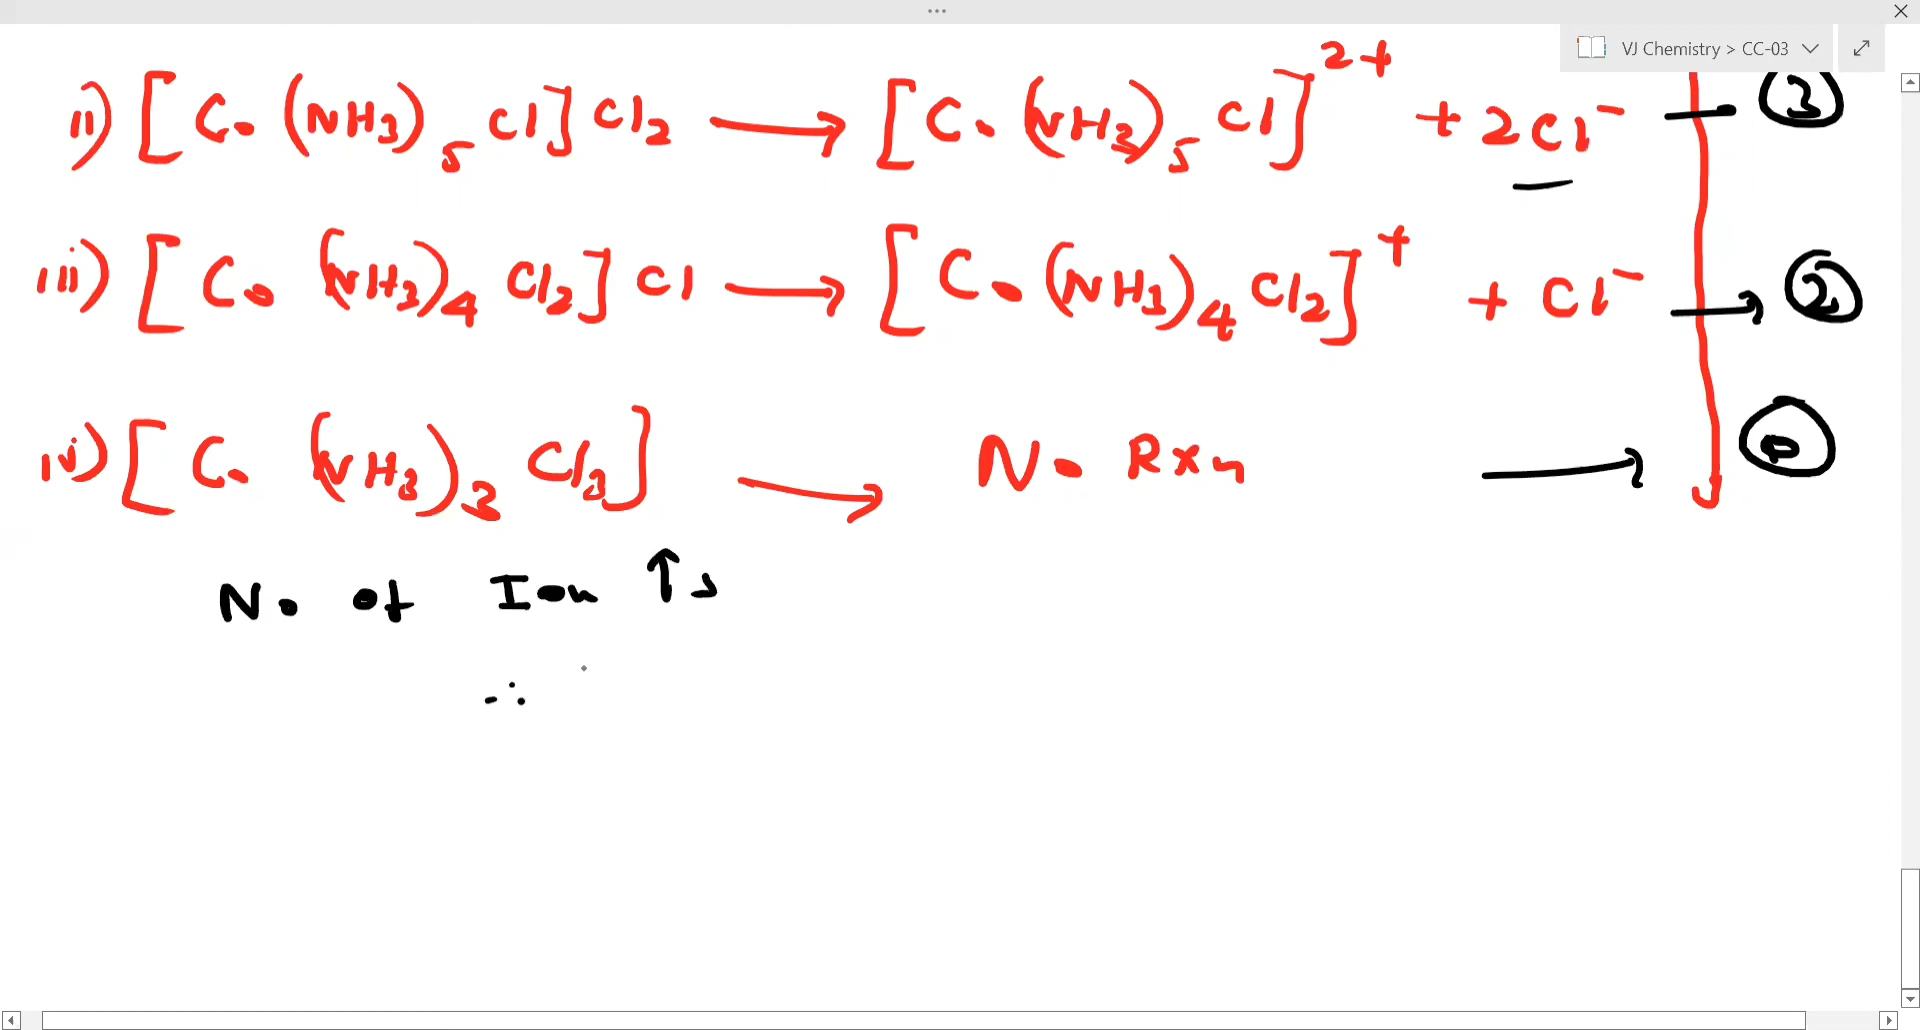 VJ Chemistry > CC-03
ii) [Co(NH3)5Cl]Cl2 → [Co(NH3)5Cl]2+ + 2Cl− — 3
iii) [Co(NH3)4Cl2]Cl → [Co(NH3)4Cl2]+ + Cl− → 2
iv) [Co(NH3)3Cl3] → No Rxn → 0
No of Ion ↑s
∴